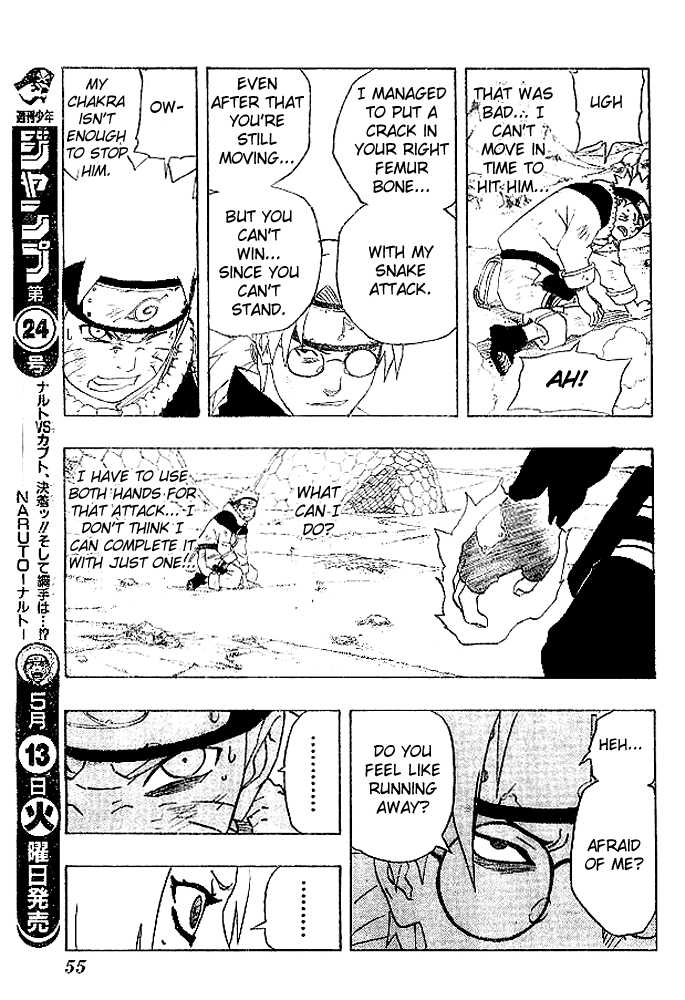 UGH
THAT WAS
BAD... I
CAN'T
MOVE IN
TIME TO
HIT HIM...
AH!
I MANAGED
TO PUT A
CRACK IN
YOUR RIGHT
FEMUR
BONE...
WITH MY
SNAKE
ATTACK.
EVEN
AFTER THAT
YOU'RE
STILL
MOVING...
BUT YOU
CAN'T
WIN...
SINCE YOU
CAN'T
STAND.
OW-
MY
CHAKRA
ISN'T
ENOUGH
TO STOP
HIM.
WHAT
CAN I
DO?
I HAVE TO USE
BOTH HANDS FOR
THAT ATTACK... I
DON'T THINK I
CAN COMPLETE IT
WITH JUST ONE!!
HEH...
AFRAID
OF ME?
DO YOU
FEEL LIKE
RUNNING
AWAY?
........
........
週刊少年
ジャンプ
第
24
号
ナルトVS.カブト、決着ッ!!そして綱手は…!?
NARUTO―ナルト―
5月
13
日
火
曜日発売
55